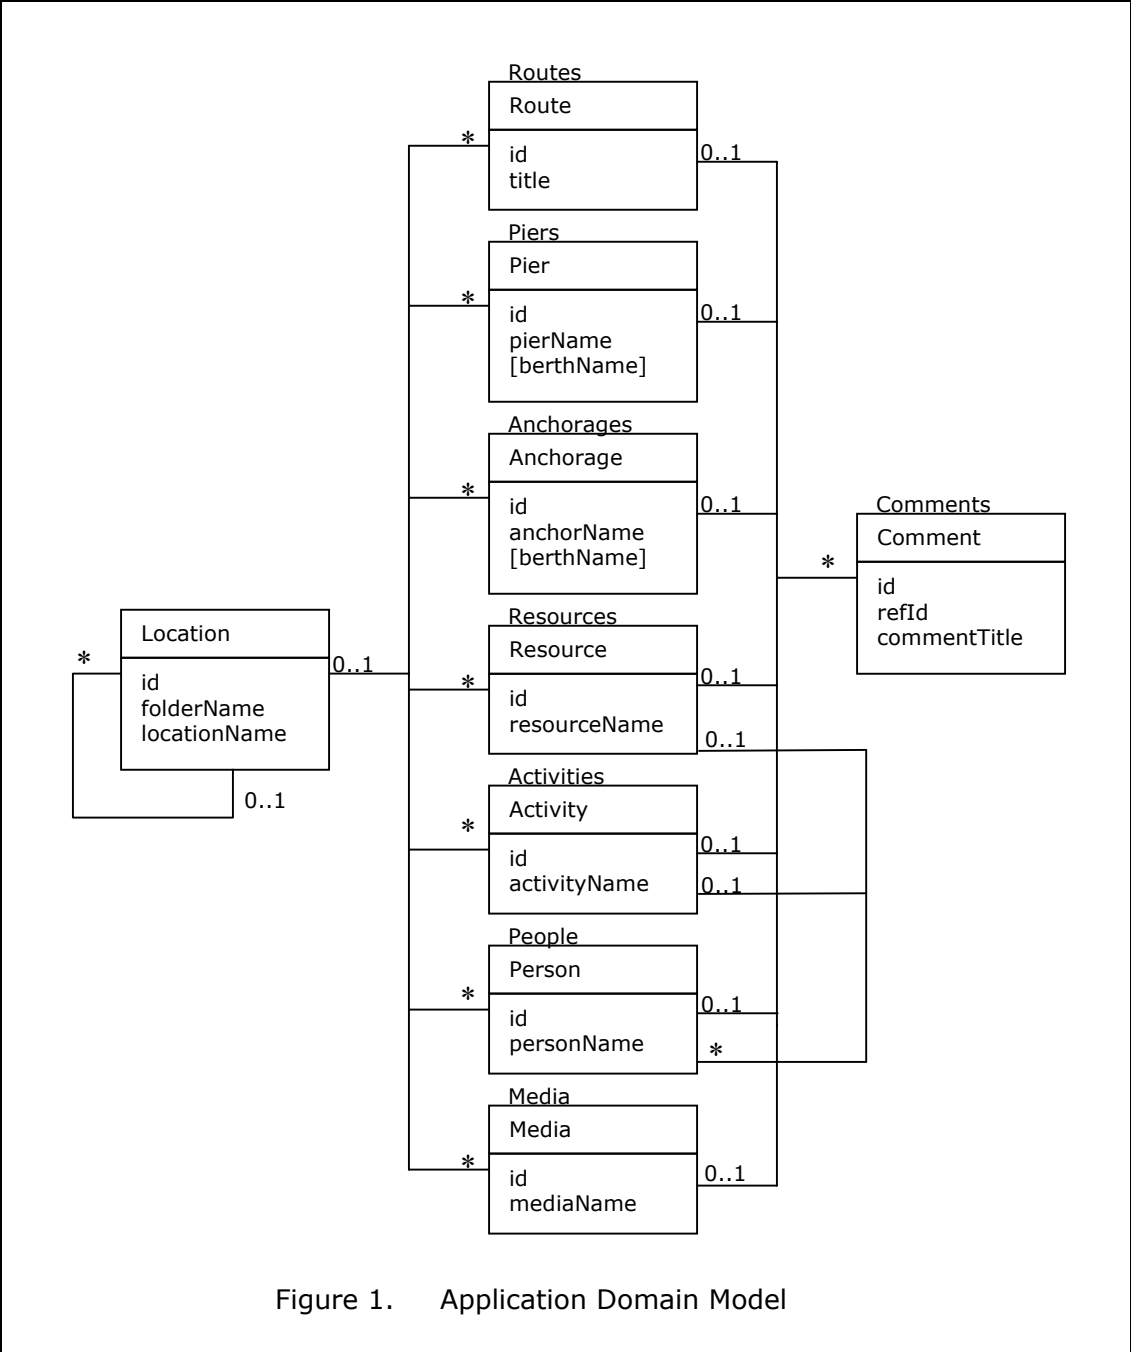 Routes
Route
*
id
0..1
title
Piers
Pier
*
id
0..1
pierName
[berthName]
Anchorages
Anchorage
*
id
0..1
anchorName
[berthName]
Comments
Comment
*
id
refId
commentTitle
Resources
Resource
*
id
0..1
resourceName
0..1
Location
*
0..1
id
folderName
locationName
0..1
Activities
Activity
*
id
0..1
activityName
0..1
People
Person
*
id
0..1
personName
*
Media
Media
*
id
0..1
mediaName
Figure 1. Application Domain Model